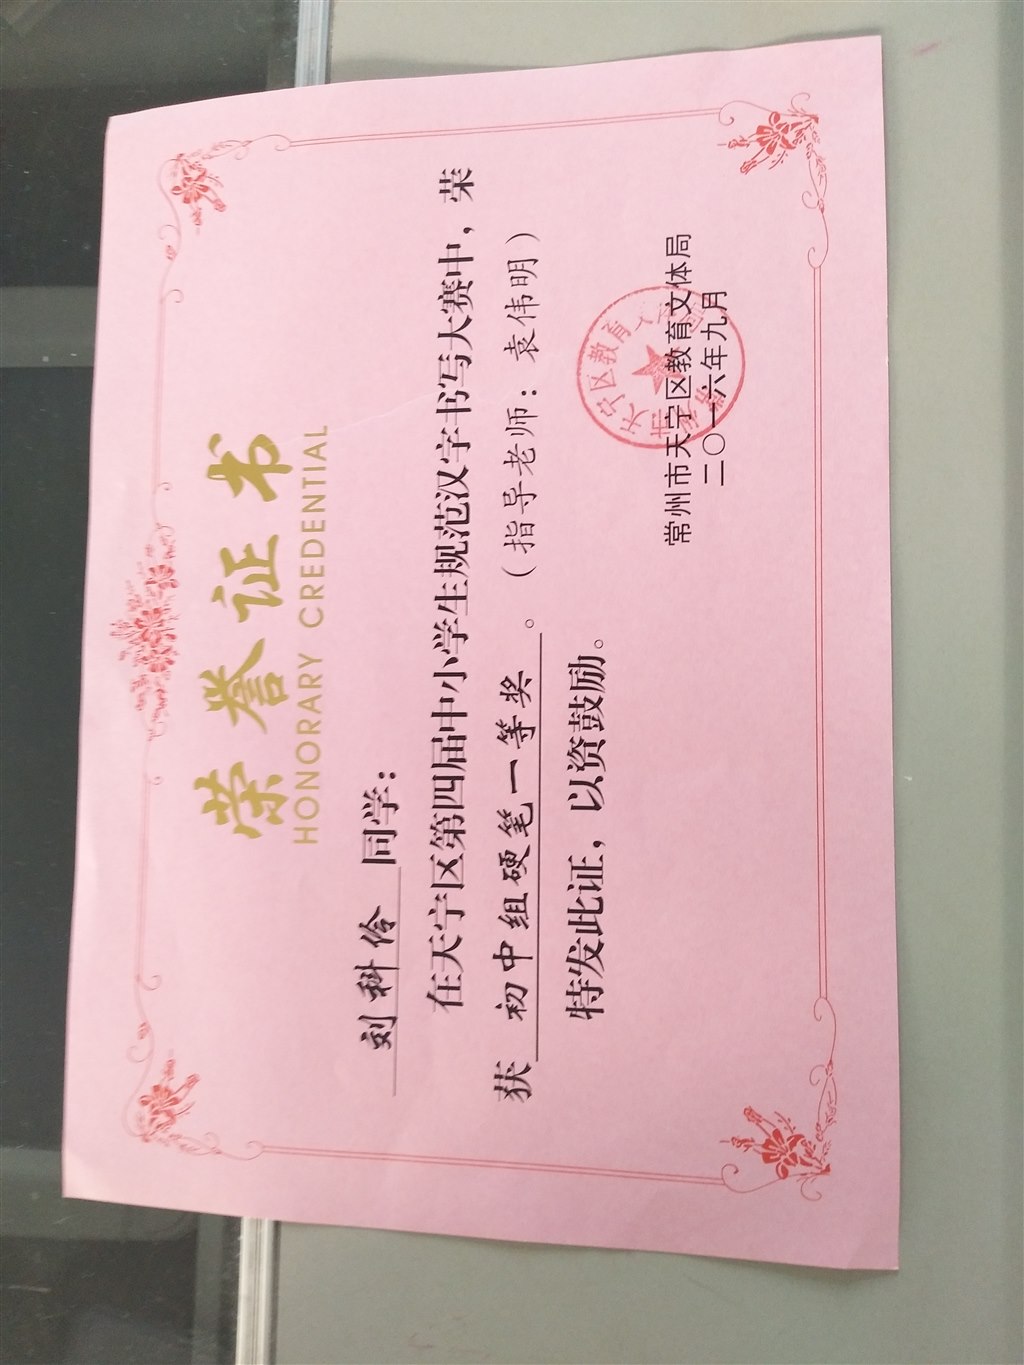 荣誉证书
HONORARY CREDENTIAL
刘科伶 同学：
在天宁区第四届中小学生规范汉字书写大赛中，荣
获 初中组硬笔一等奖 。（指导老师：袁伟明）
特发此证，以资鼓励。
常州市天宁区教育文体局
二〇一六年九月